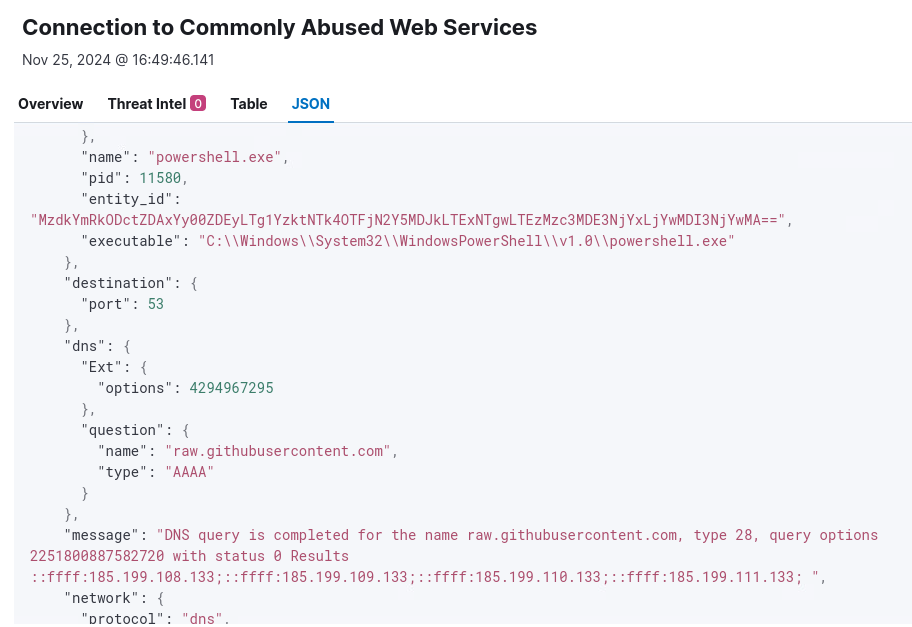 Connection to Commonly Abused Web Services
Nov 25, 2024 @ 16:49:46.141
Overview Threat Intel 0 Table JSON
},
"name": "powershell.exe",
"pid": 11580,
"entity_id":
"MzdkYmRkODctZDAxYy00ZDEyLTg1YzktNTk4OTFjN2Y5MDJkLTExNTgwLTEzMzc3MDE3NjYxLjYwMDI3NjYwMA==",
"executable": "C:\\Windows\\System32\\WindowsPowerShell\\v1.0\\powershell.exe"
},
"destination": {
"port": 53
},
"dns": {
"Ext": {
"options": 4294967295
},
"question": {
"name": "raw.githubusercontent.com",
"type": "AAAA"
}
},
"message": "DNS query is completed for the name raw.githubusercontent.com, type 28, query options
2251800887582720 with status 0 Results
::ffff:185.199.108.133;::ffff:185.199.109.133;::ffff:185.199.110.133;::ffff:185.199.111.133; ",
"network": {
"protocol": "dns",